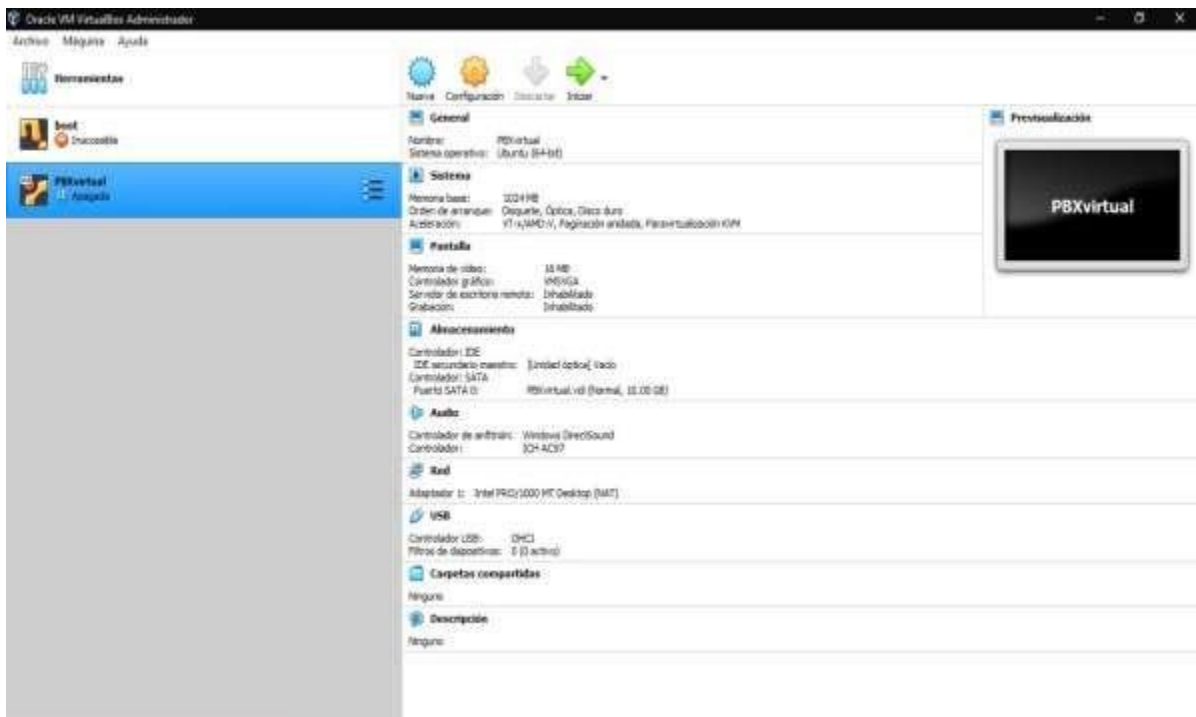 Oracle VM VirtualBox Administrador
Archivo Máquina Ayuda
Herramientas
boot
Inaccesible
PBXvirtual
Apagada
Nueva Configuración Descartar Iniciar
General
Nombre: PBXvirtual
Sistema operativo: Ubuntu (64-bit)
Sistema
Memoria base: 1024 MB
Orden de arranque: Disquete, Óptica, Disco duro
Aceleración: VT-x/AMD-V, Paginación anidada, Paravirtualización KVM
Pantalla
Memoria de vídeo: 16 MB
Controlador gráfico: VMSVGA
Servidor de escritorio remoto: Inhabilitado
Grabación: Inhabilitado
Almacenamiento
Controlador: IDE
IDE secundario maestro: [Unidad óptica] Vacío
Controlador: SATA
Puerto SATA 0: PBXvirtual.vdi (Normal, 10.00 GB)
Audio
Controlador de anfitrión: Windows DirectSound
Controlador: ICH AC97
Red
Adaptador 1: Intel PRO/1000 MT Desktop (NAT)
USB
Controlador USB: OHCI
Filtros de dispositivos: 0 (0 activo)
Carpetas compartidas
Ninguno
Descripción
Ninguno
Previsualización
PBXvirtual